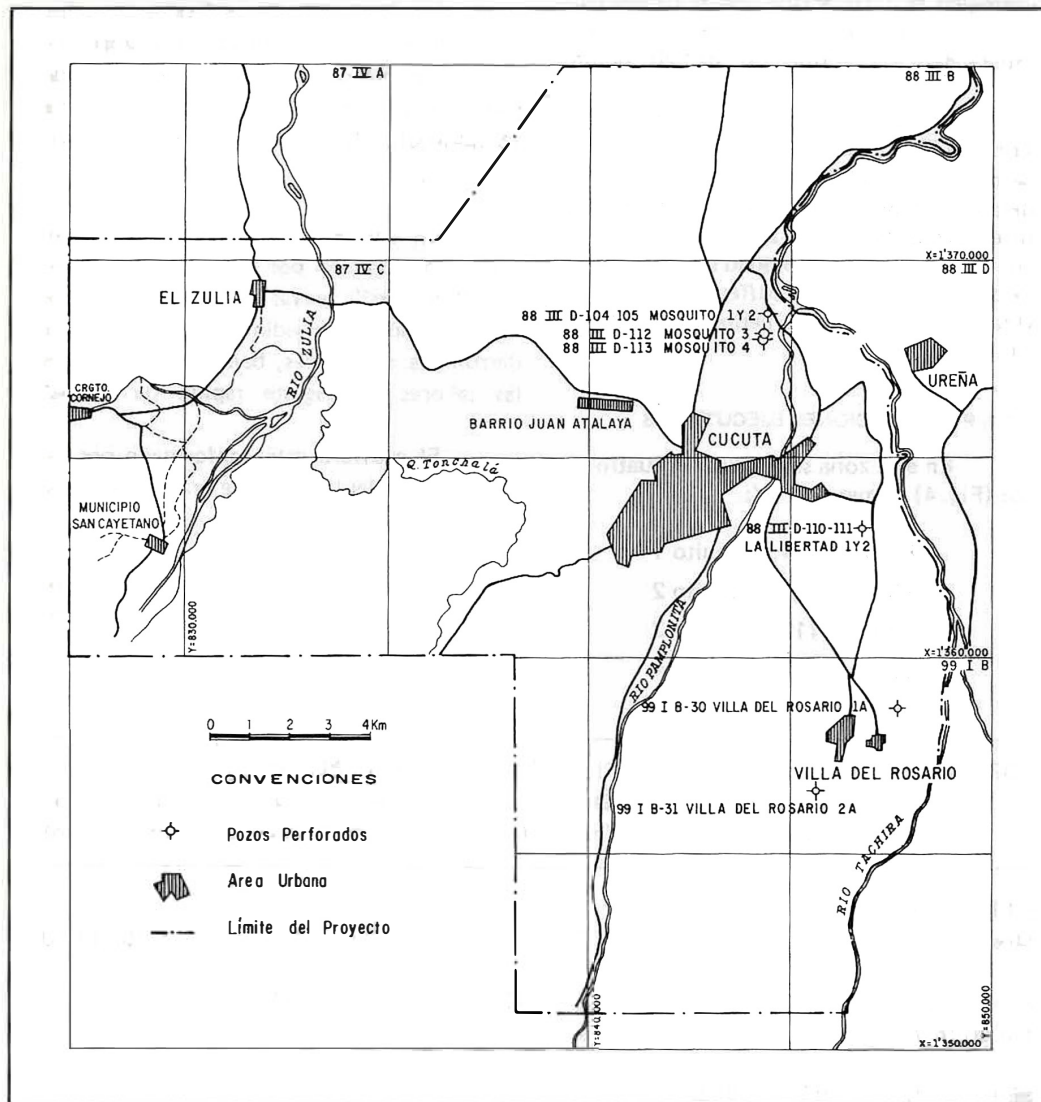 87 IV A
88 III B
X=1'370.000
87 IV C
88 III D
EL ZULIA
RIO ZULIA
88 III D-104 105 MOSQUITO 1Y2
88 III D-112 MOSQUITO 3
88 III D-113 MOSQUITO 4
UREÑA
CRGTO.
CORNEJO
BARRIO JUAN ATALAYA
CUCUTA
Q. Tonchalá
MUNICIPIO
SAN CAYETANO
88 III D-110-111
LA LIBERTAD 1Y2
Y=830.000
X=1'360.000
99 I B
RIO PAMPLONITA
99 I B-30 VILLA DEL ROSARIO 1A
0 1 2 3 4 Km
CONVENCIONES
VILLA DEL ROSARIO
99 I B-31 VILLA DEL ROSARIO 2A
Pozos Perforados
RIO TACHIRA
Area Urbana
Límite del Proyecto
Y=840.000
Y=850.000
X=1'350.000